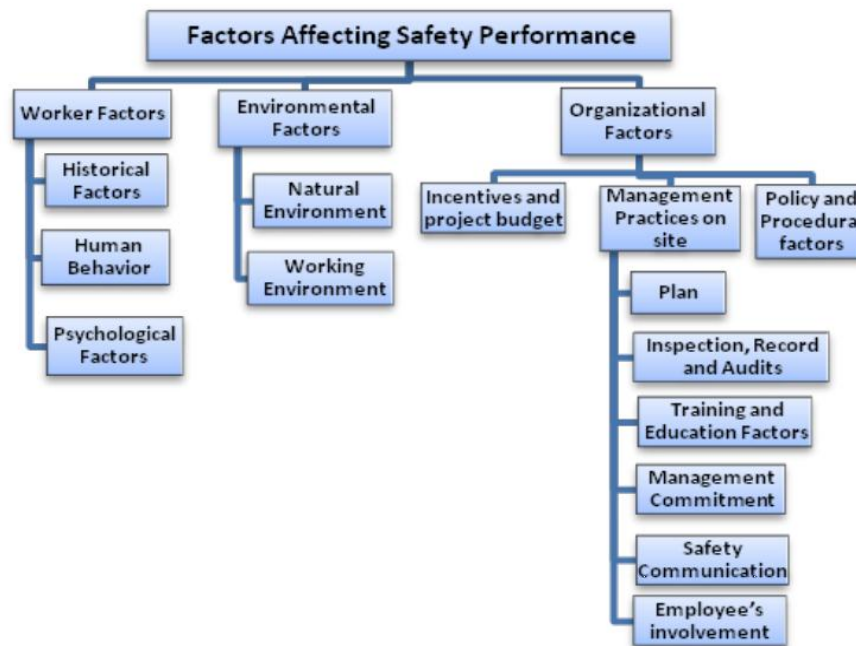 Factors Affecting Safety Performance
Worker Factors
Environmental
Factors
Organizational
Factors
Historical
Factors
Human
Behavior
Psychological
Factors
Natural
Environment
Working
Environment
Incentives and
project budget
Management
Practices on
site
Policy and
Procedural
factors
Plan
Inspection, Record
and Audits
Training and
Education Factors
Management
Commitment
Safety
Communication
Employee's
involvement